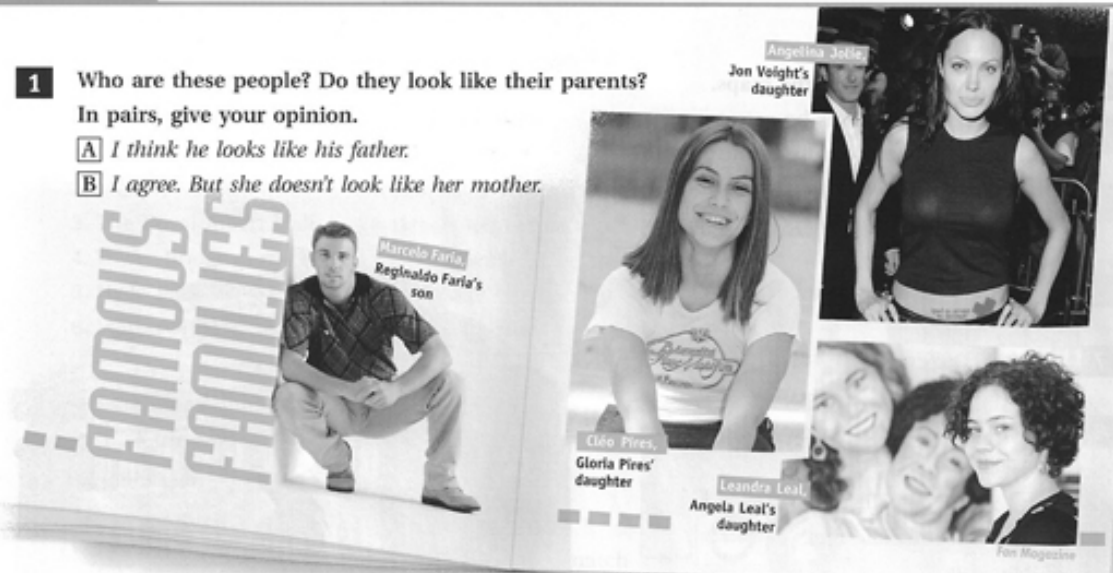 1 Who are these people? Do they look like their parents?
In pairs, give your opinion.
A I think he looks like his father.
B I agree. But she doesn't look like her mother.
FAMOUS
FAMILIES
Marcelo Faria,
Reginaldo Faria's
son
Angelina Jolie,
Jon Voight's
daughter
Cléo Pires,
Gloria Pires'
daughter
Leandra Leal,
Angela Leal's
daughter
Fan Magazine